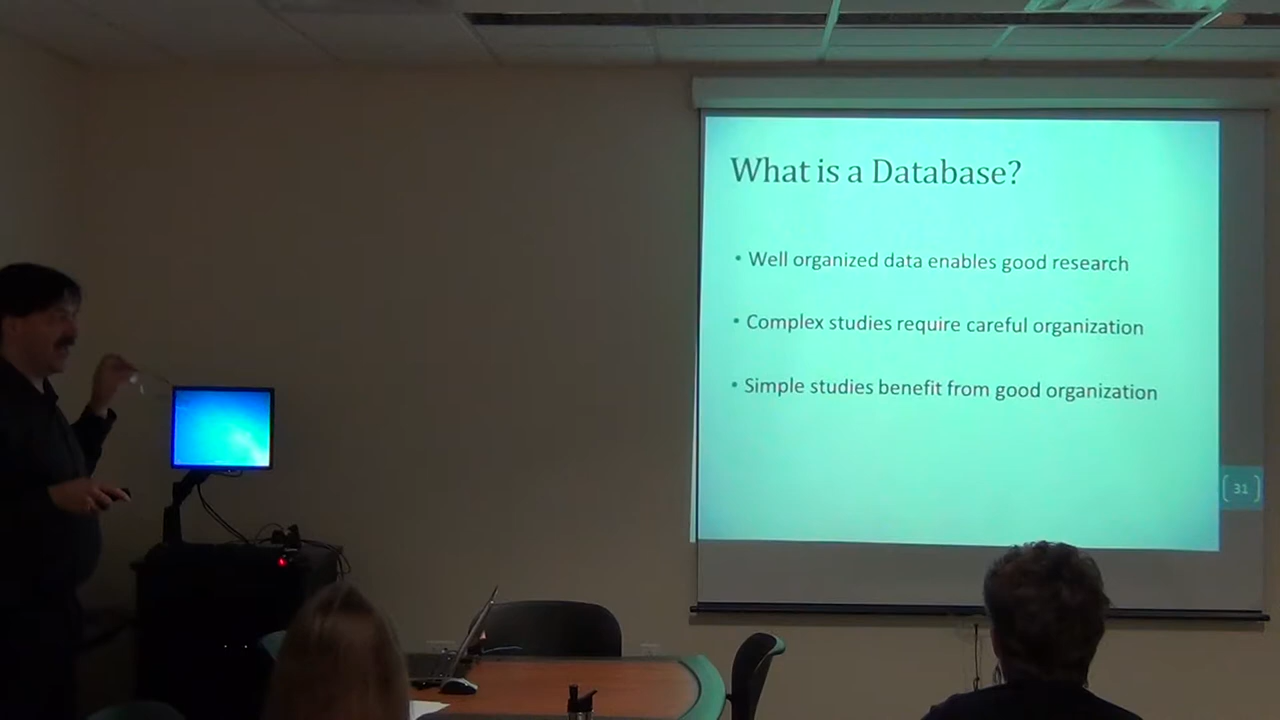 What is a Database?
• Well organized data enables good research
• Complex studies require careful organization
• Simple studies benefit from good organization
31